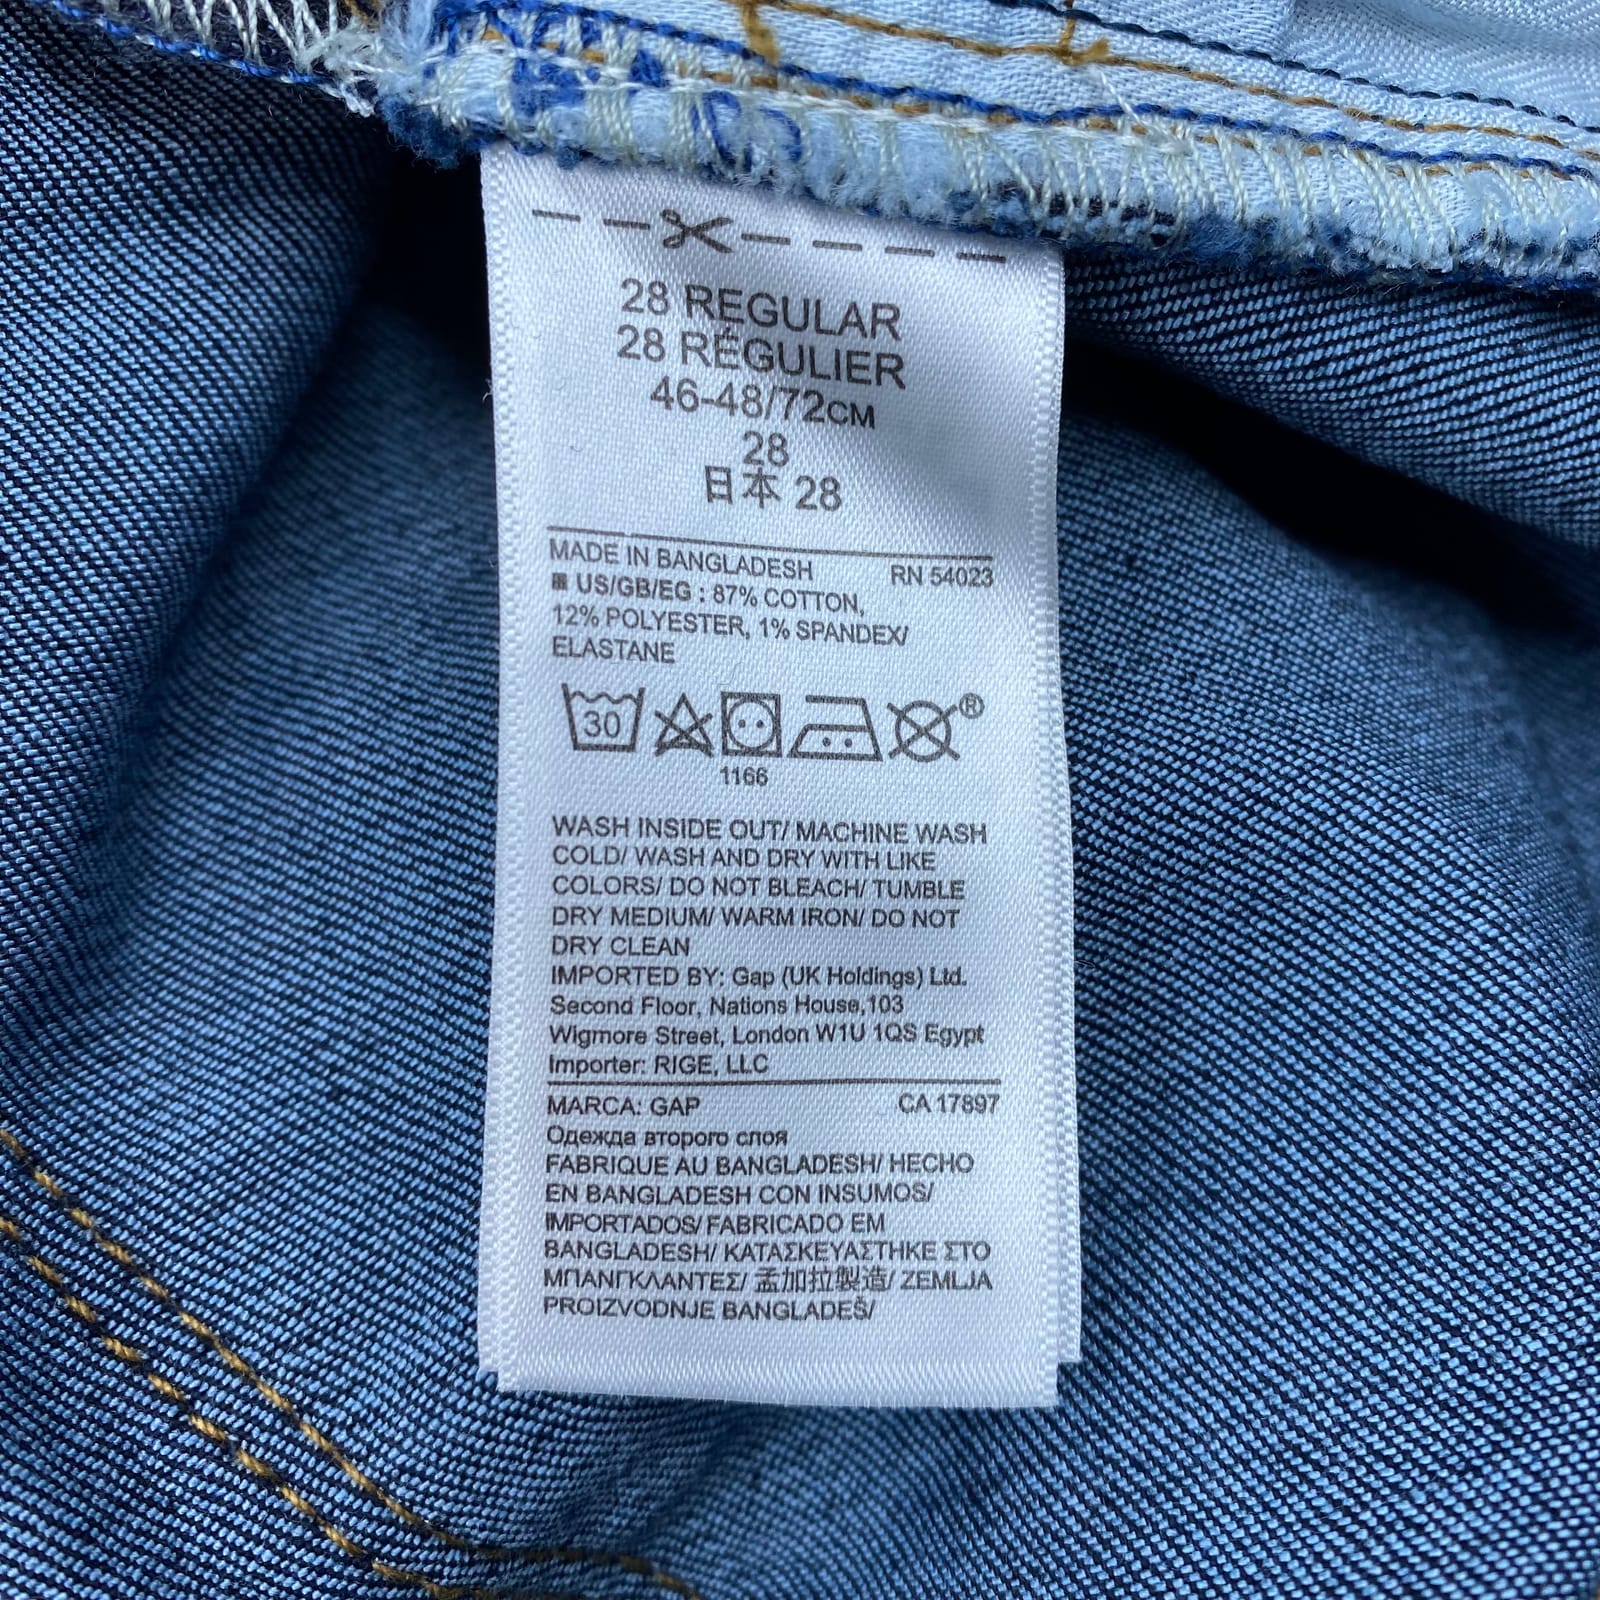 28 REGULAR
28 RÉGULIER
46-48/72CM
28
日本 28
MADE IN BANGLADESH RN 54023
US/GB/EG : 87% COTTON,
12% POLYESTER, 1% SPANDEX/
ELASTANE
30
®
1166
WASH INSIDE OUT/ MACHINE WASH
COLD/ WASH AND DRY WITH LIKE
COLORS/ DO NOT BLEACH/ TUMBLE
DRY MEDIUM/ WARM IRON/ DO NOT
DRY CLEAN
IMPORTED BY: Gap (UK Holdings) Ltd.
Second Floor, Nations House,103
Wigmore Street, London W1U 1QS Egypt
Importer: RIGE, LLC
MARCA: GAP CA 17897
Одежда второго слоя
FABRIQUE AU BANGLADESH/ HECHO
EN BANGLADESH CON INSUMOS/
IMPORTADOS/ FABRICADO EM
BANGLADESH/ ΚΑΤΑΣΚΕΥΑΣΤΗΚΕ ΣΤΟ
ΜΠΑΝΓΚΛΑΝΤΕΣ/ 孟加拉製造/ ZEMLJA
PROIZVODNJE BANGLADEŠ/